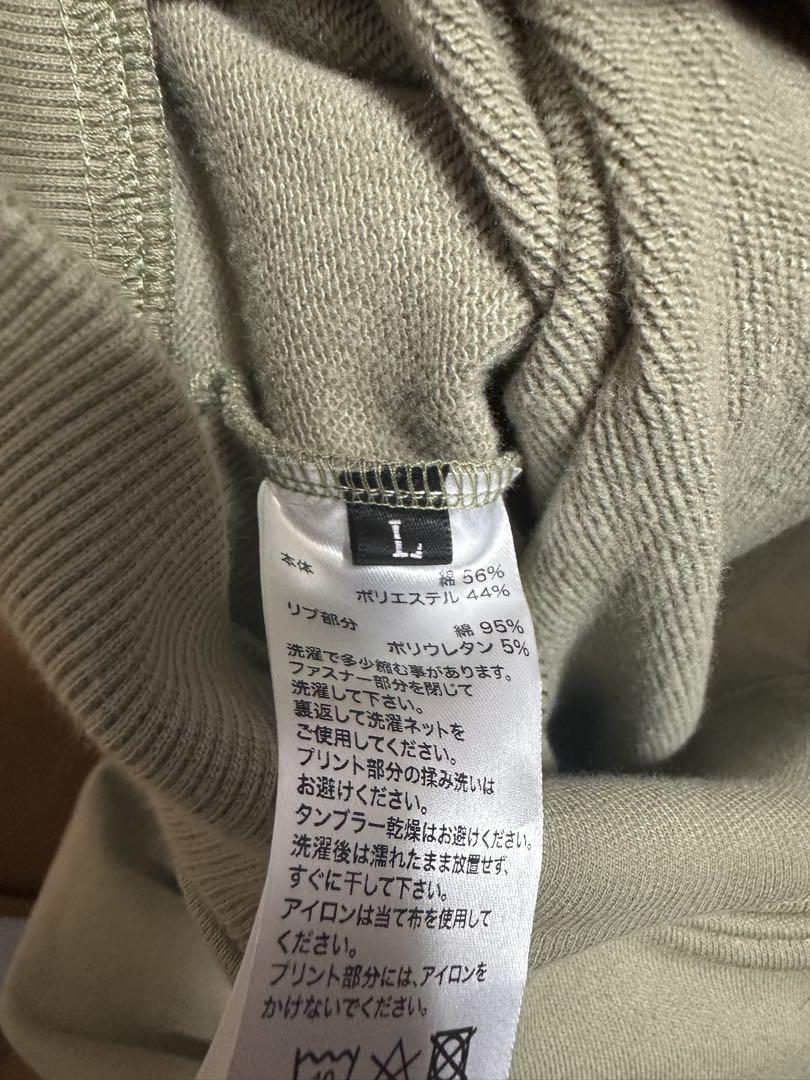 L
本体
綿 56%
ポリエステル 44%
リブ部分
綿 95%
ポリウレタン 5%
洗濯で多少縮む事があります。
ファスナー部分を閉じて
洗濯して下さい。
裏返して洗濯ネットを
ご使用してください。
プリント部分の揉み洗いは
お避けください。
タンブラー乾燥はお避けください。
洗濯後は濡れたまま放置せず、
すぐに干して下さい。
アイロンは当て布を使用して
ください。
プリント部分には、アイロンを
かけないでください。
40